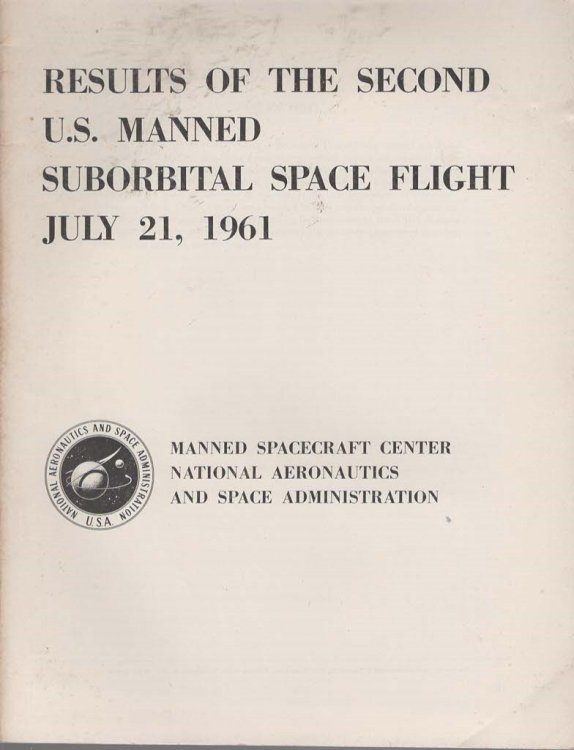 RESULTS OF THE SECOND
U.S. MANNED
SUBORBITAL SPACE FLIGHT
JULY 21, 1961
NATIONAL AERONAUTICS AND SPACE ADMINISTRATION
U.S.A.
MANNED SPACECRAFT CENTER
NATIONAL AERONAUTICS
AND SPACE ADMINISTRATION